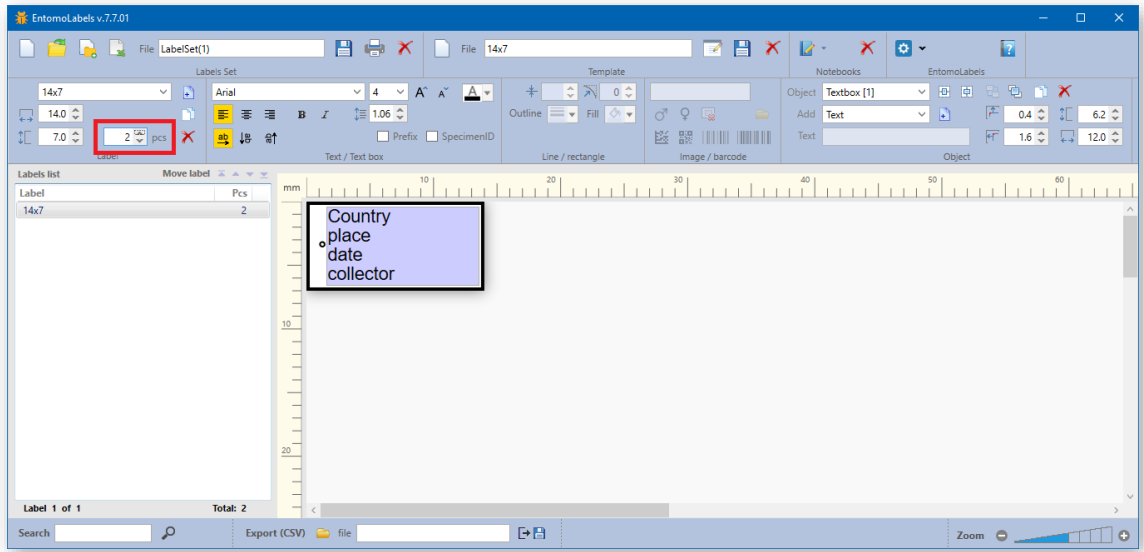 EntomoLabels v.7.7.01
File LabelSet(1) File 14x7
Labels Set Template Notebooks EntomoLabels
14x7 Arial 4 A A A 0 Object Textbox [1]
14.0 B I 1.06 Outline Fill Add Text 0.4 6.2
7.0 2 pcs ab Prefix SpecimenID Text 1.6 12.0
Label Text / Text box Line / rectangle Image / barcode Object
Labels list Move label
Label Pcs
14x7 2
mm 10 20 30 40 50 60
Country
place
date
collector
10
20
Label 1 of 1 Total: 2
Search Export (CSV) file Zoom